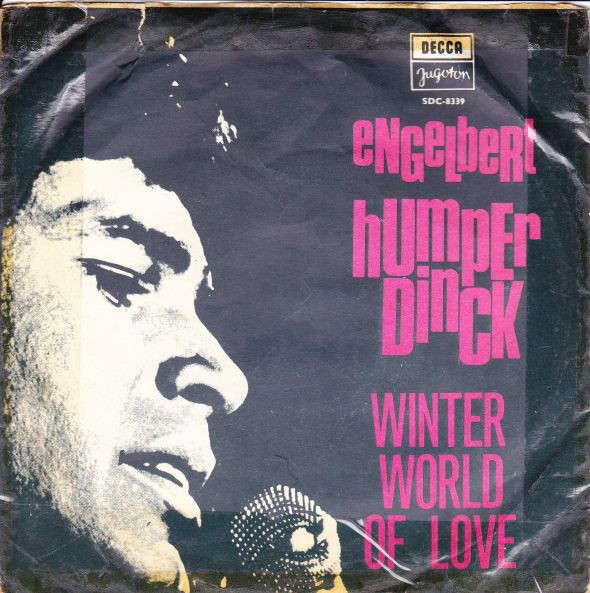 DECCA
Jugoton
SDC-8339
eNGeLbeRt
humpEr
DincK
WINTER
WORLD
OF LOVE